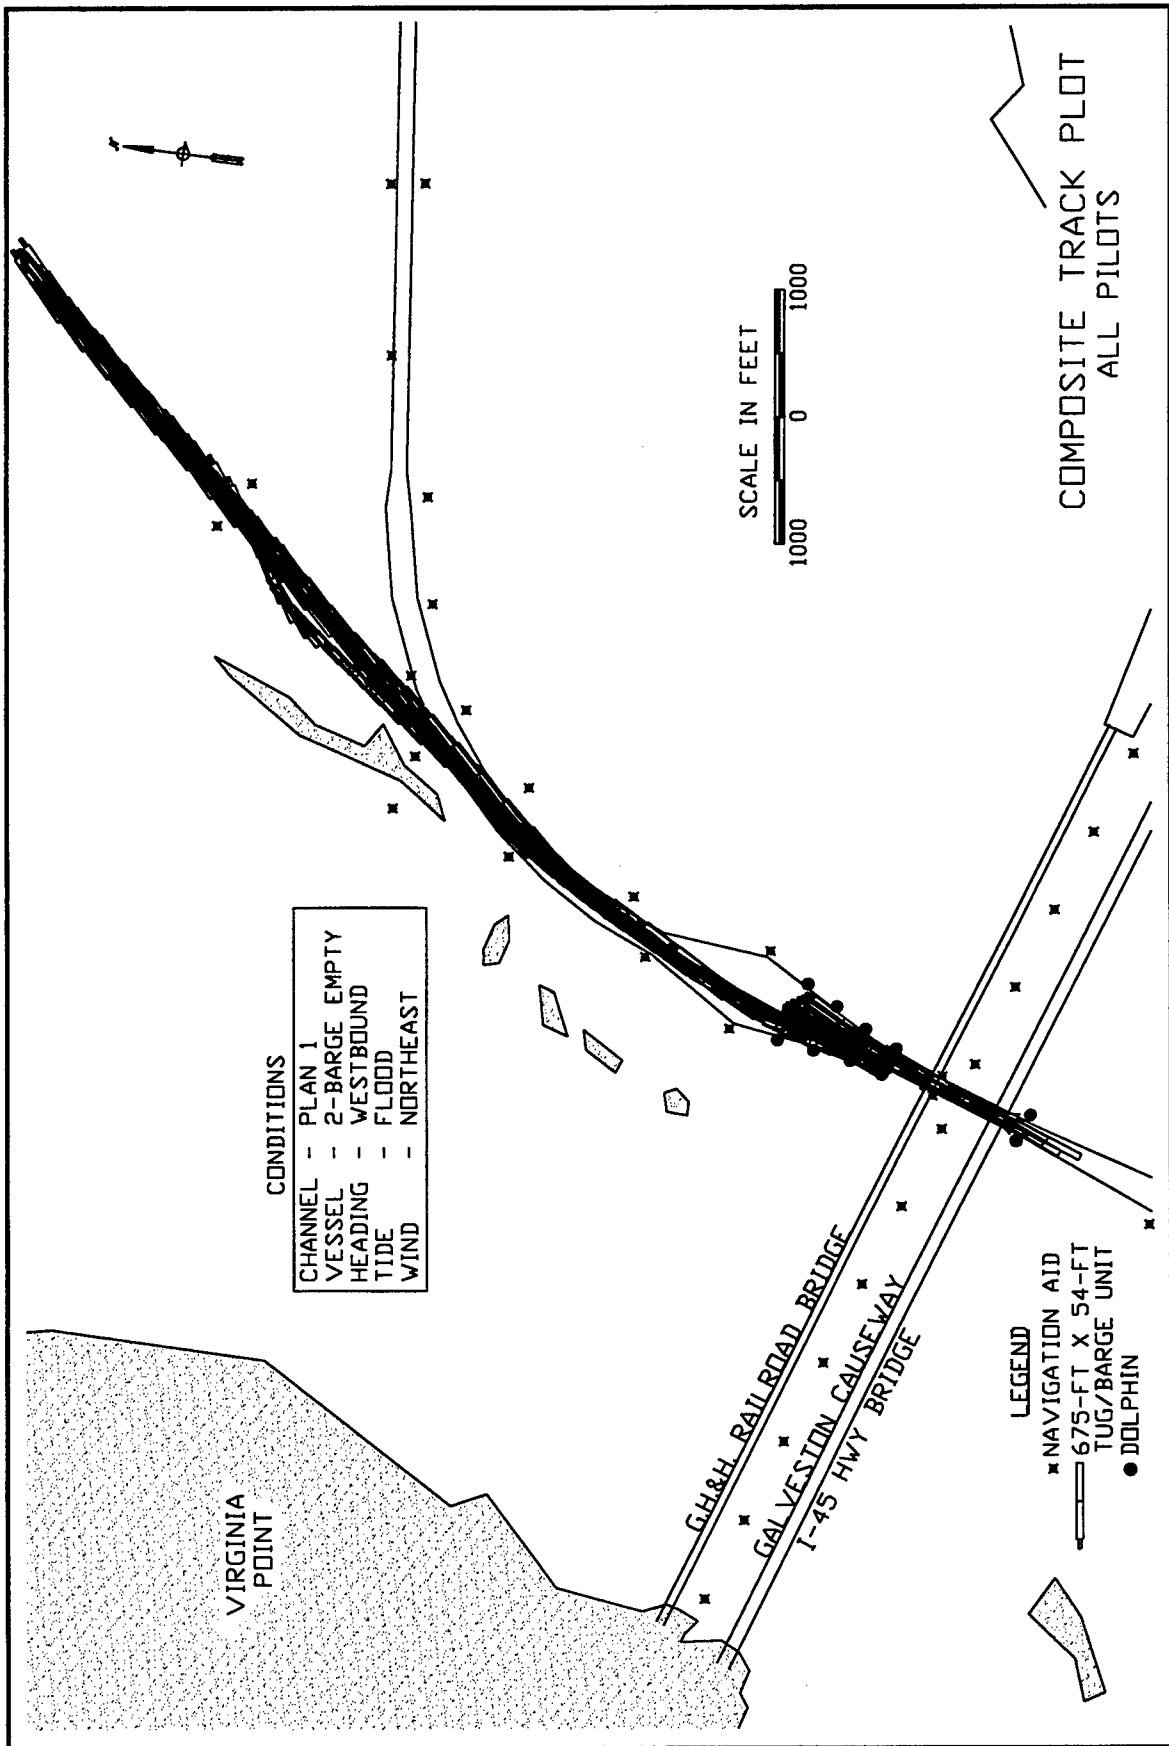 VIRGINIA
POINT
CONDITIONS
CHANNEL - PLAN 1
VESSEL - 2-BARGE EMPTY
HEADING - WESTBOUND
TIDE - FLOOD
WIND - NORTHEAST
N
G.H.&H. RAILROAD BRIDGE
GALVESTON CAUSEWAY
I-45 HWY BRIDGE
SCALE IN FEET
1000 0 1000
LEGEND
NAVIGATION AID
675-FT X 54-FT
TUG/BARGE UNIT
DOLPHIN
COMPOSITE TRACK PLOT
ALL PILOTS